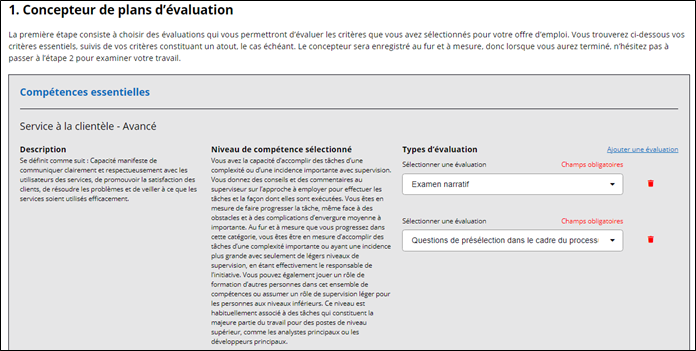 1. Concepteur de plans d’évaluation
La première étape consiste à choisir des évaluations qui vous permettront d'évaluer les critères que vous avez sélectionnés pour votre offre d'emploi. Vous trouverez ci-dessous vos
critères essentiels, suivis de vos critères constituant un atout, le cas échéant. Le concepteur sera enregistré au fur et à mesure, donc lorsque vous aurez terminé, n’hésitez pas à
passer à l’étape 2 pour examiner votre travail.
Compétences essentielles
Service à la clientèle - Avancé
Description
Se définit comme suit : Capacité manifeste de
communiquer clairement et respectueusement avec les
utilisateurs des services, de promouvoir la satisfaction des
clients, de résoudre les problèmes et de veiller à ce que les
services soient utilisés efficacement.
Niveau de compétence sélectionné
Vous avez la capacité d’accomplir des tâches d’une
complexité ou d’une incidence importante avec supervision.
Vous donnez des conseils et des commentaires au
superviseur sur l’approche à employer pour effectuer les
tâches et la façon dont elles sont exécutées. Vous êtes en
mesure de faire progresser la tâche, même face à des
obstacles et à des complications d’envergure moyenne à
importante. Au fur et à mesure que vous progressez dans
cette catégorie, vous êtes être en mesure d’accomplir des
tâches d’une complexité importante ou ayant une incidence
plus grave avec seulement de légers niveaux de
supervision, en étant effectivement le responsable de
l’initiative. Vous pouvez également jouer un rôle de
formation d’autres personnes dans cet ensemble de
compétences ou assumer un rôle de supervision léger pour
les personnes aux niveaux inférieurs. Ce niveau est
habituellement associé à des tâches qui constituent la
majeure partie du travail pour des postes de niveau
supérieur, comme les analystes principaux ou les
développeurs principaux.
Types d’évaluation
Ajouter une évaluation
Sélectionner une évaluation Champs obligatoires
Examen narratif
Sélectionner une évaluation Champs obligatoires
Questions de présélection dans le cadre du process